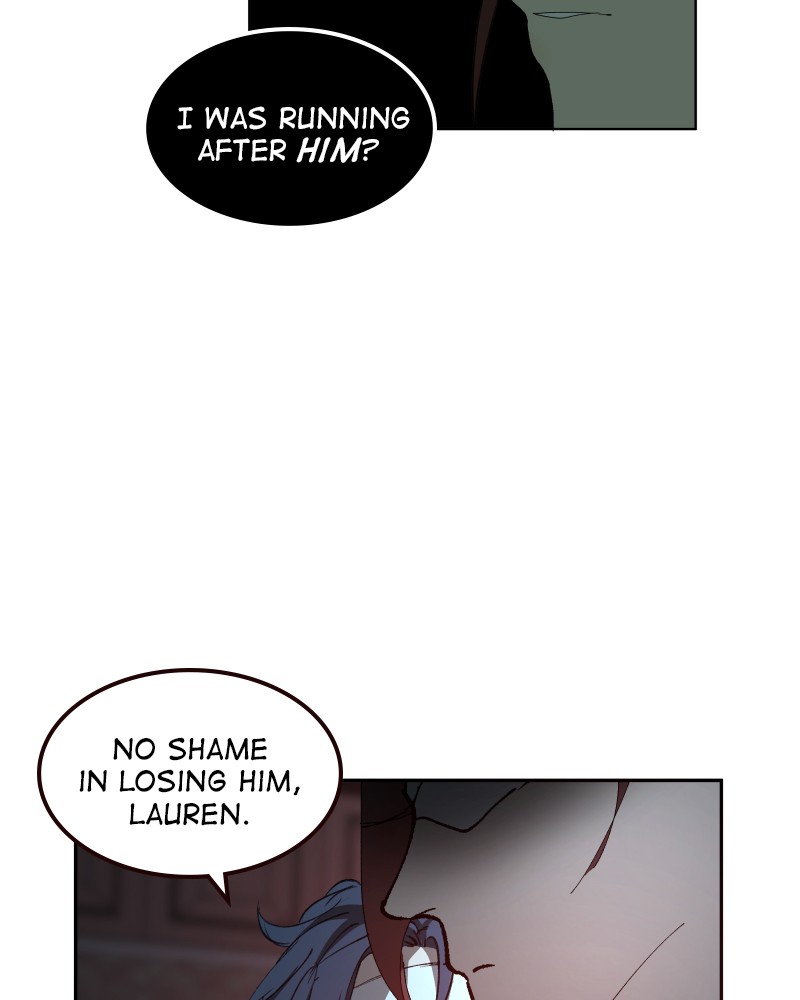 I WAS RUNNING
AFTER HIM?
NO SHAME
IN LOSING HIM,
LAUREN.